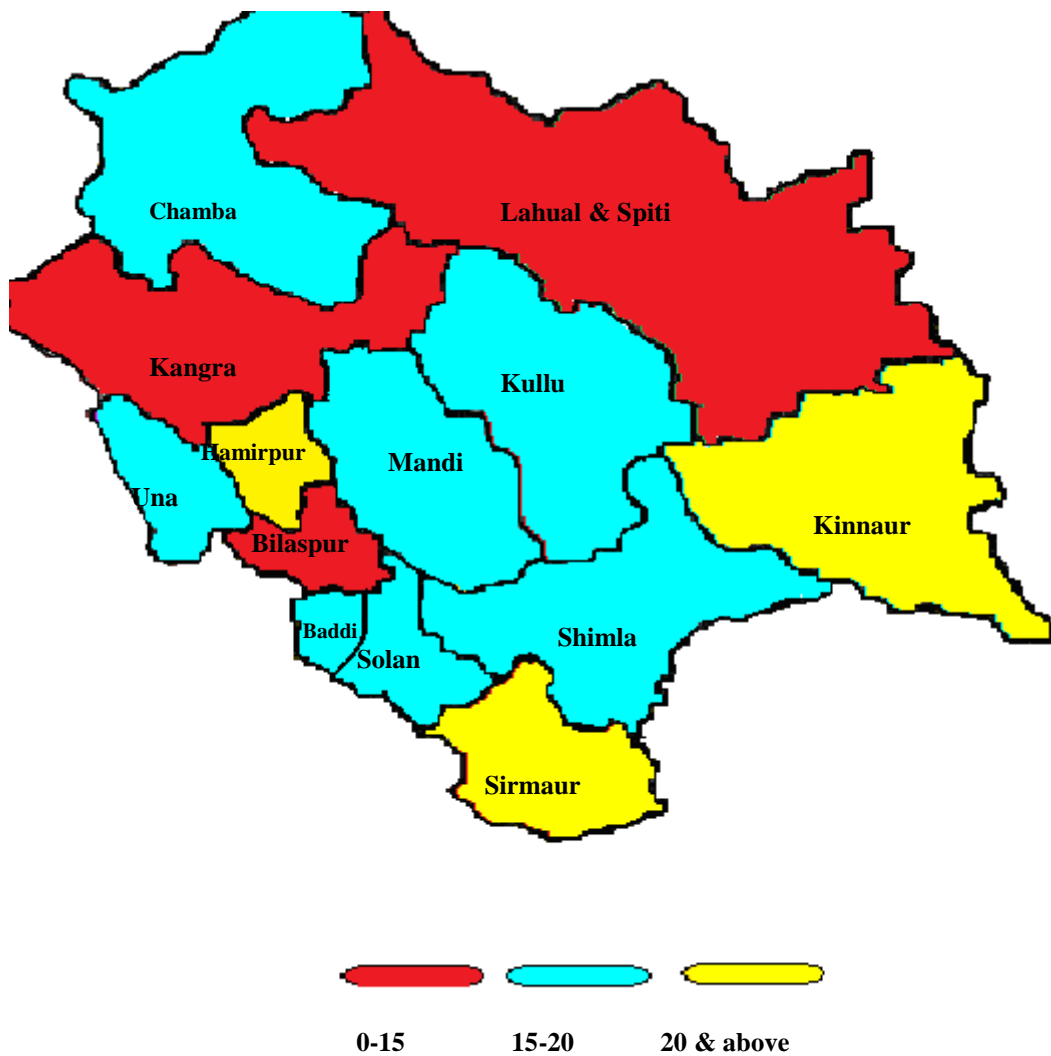 Chamba
Lahual & Spiti
Kangra
Kullu
Hamirpur
Mandi
Una
Kinnaur
Bilaspur
Baddi
Shimla
Solan
Sirmaur
0-15
15-20
20 & above